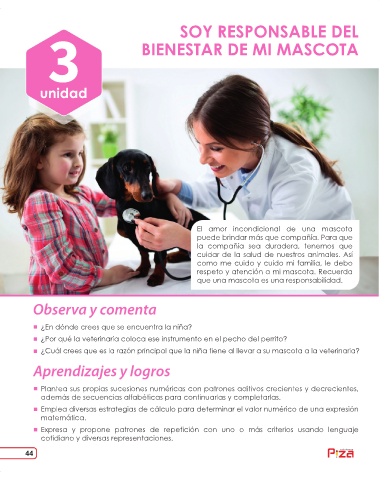 SOY RESPONSABLE DEL
BIENESTAR DE MI MASCOTA
3
unidad
El amor incondicional de una mascota
puede brindar más que compañía. Para que
la compañía sea duradera, tenemos que
cuidar de la salud de nuestros animales. Así
como me cuido y cuido mi familia, le debo
respeto y atención a mi mascota. Recuerda
que una mascota es una responsabilidad.
Observa y comenta
¿En dónde crees que se encuentra la niña?
¿Por qué la veterinaria coloca ese instrumento en el pecho del perrito?
¿Cuál crees que es la razón principal que la niña tiene al llevar a su mascota a la veterinaria?
Aprendizajes y logros
Plantea sus propias sucesiones numéricas con patrones aditivos crecientes y decrecientes,
además de secuencias alfabéticas para continuarlas y completarlas.
Emplea diversas estrategias de cálculo para determinar el valor numérico de una expresión
matemática.
Expresa y propone patrones de repetición con uno o más criterios usando lenguaje
cotidiano y diversas representaciones.
44
Piza